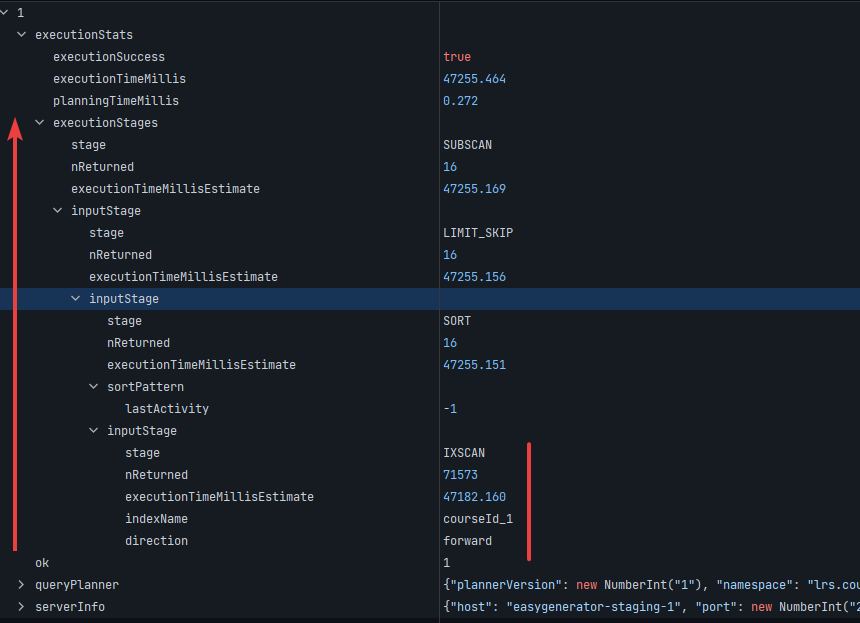 1
executionStats
executionSuccess true
executionTimeMillis 47255.464
planningTimeMillis 0.272
executionStages
stage SUBSCAN
nReturned 16
executionTimeMillisEstimate 47255.169
inputStage
stage LIMIT_SKIP
nReturned 16
executionTimeMillisEstimate 47255.156
inputStage
stage SORT
nReturned 16
executionTimeMillisEstimate 47255.151
sortPattern
lastActivity -1
inputStage
stage IXSCAN
nReturned 71573
executionTimeMillisEstimate 47182.160
indexName courseId_1
direction forward
ok 1
queryPlanner {"plannerVersion": new NumberInt("1"), "namespace": "lrs.cou
serverInfo {"host": "easygenerator-staging-1", "port": new NumberInt("2